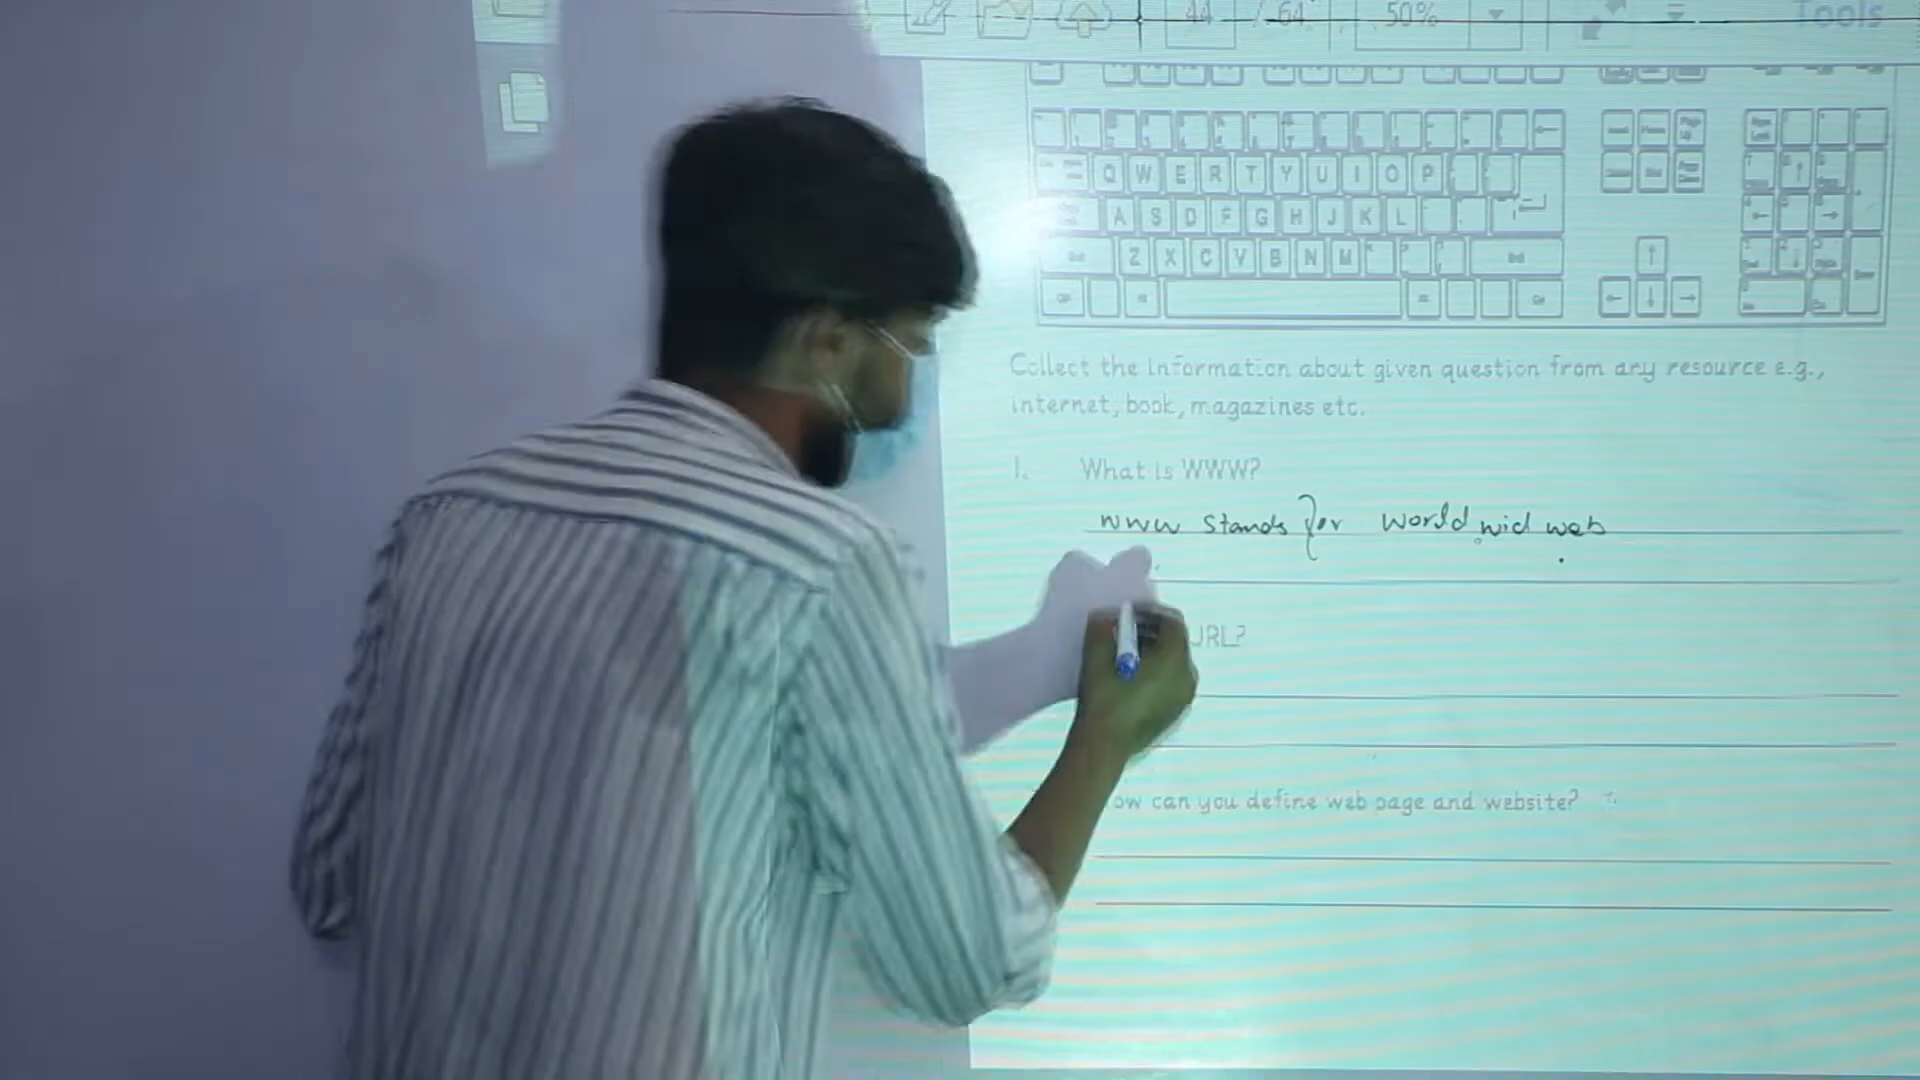 44 / 64 50% Tools
Q W E R T Y U I O P
A S D F G H J K L
Z X C V B N M
Collect the information about given question from any resource e.g.,
internet, book, magazines etc.
1. What is WWW?
www stands for world wid web
URL?
ow can you define web page and website?